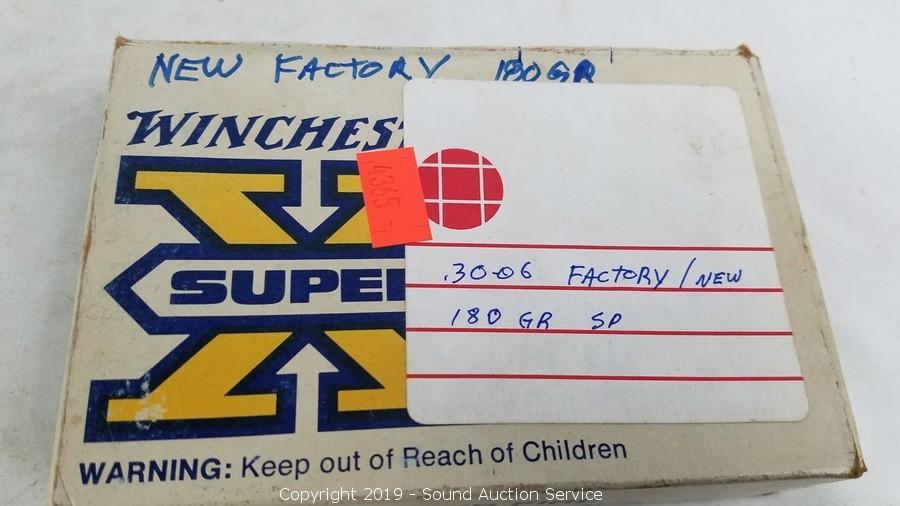 NEW FACTORY 180GR
WINCHES
4365
SUPE
.30-06 FACTORY/NEW
180 GR SP
WARNING: Keep out of Reach of Children
Copyright 2019 - Sound Auction Service